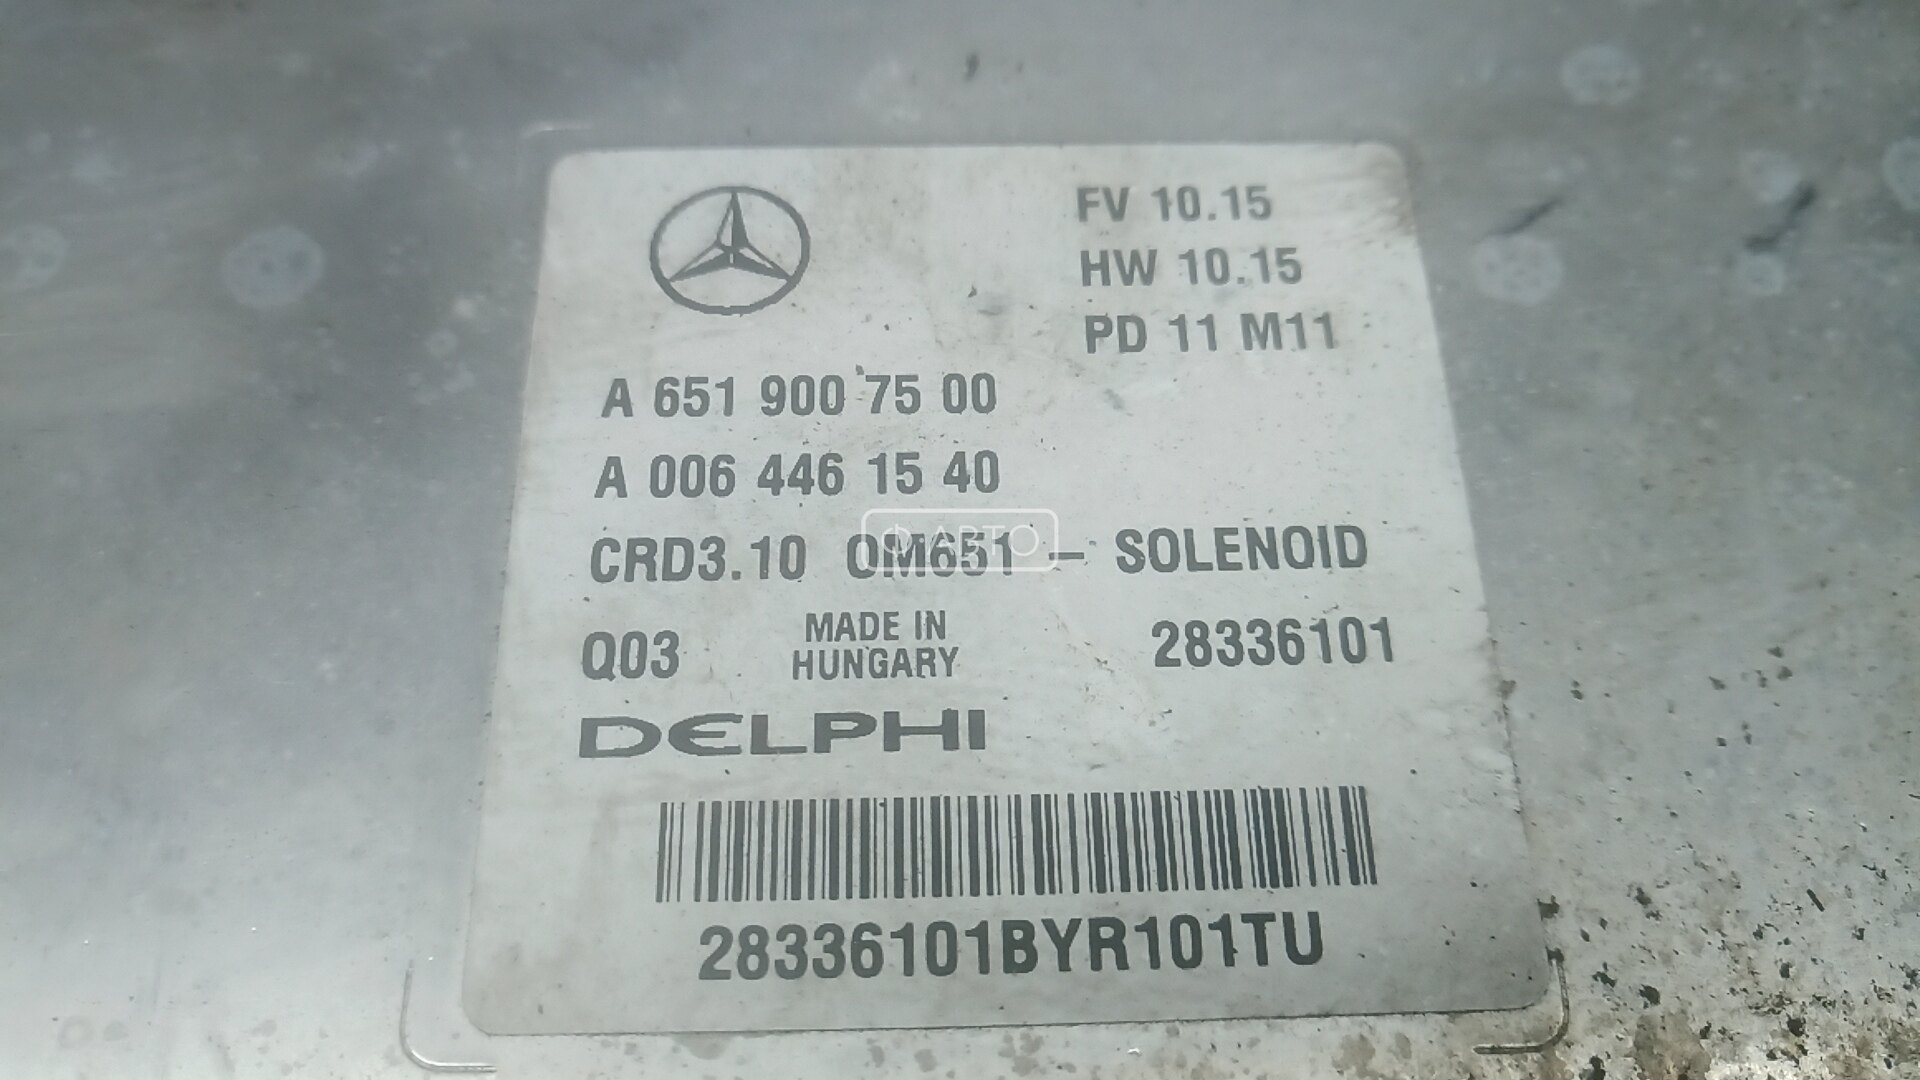 FV 10.15
HW 10.15
PD 11 M11
A 651 900 75 00
A 006 446 15 40
CRD3.10 OM651 – SOLENOID
АВТО
Q03
MADE IN
HUNGARY
28336101
DELPHI
28336101BYR101TU